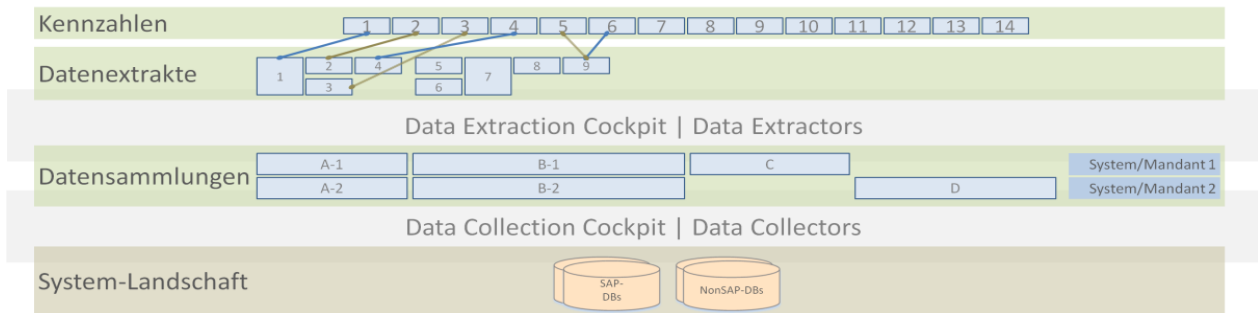 Kennzahlen
1 2 3 4 5 6 7 8 9 10 11 12 13 14
Datenextrakte
1 2 4 5 7 8 9
3 6
Data Extraction Cockpit | Data Extractors
Datensammlungen
A-1 B-1 C System/Mandant 1
A-2 B-2 D System/Mandant 2
Data Collection Cockpit | Data Collectors
System-Landschaft
SAP-
DBs
NonSAP-DBs